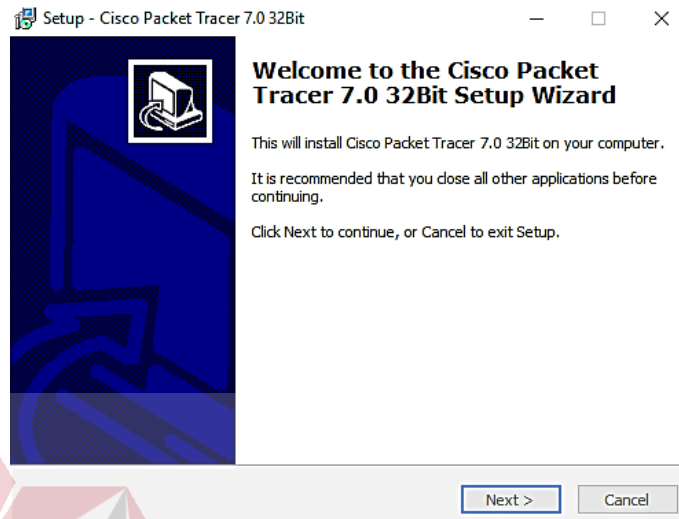 Setup - Cisco Packet Tracer 7.0 32Bit
Welcome to the Cisco Packet
Tracer 7.0 32Bit Setup Wizard
This will install Cisco Packet Tracer 7.0 32Bit on your computer.
It is recommended that you close all other applications before
continuing.
Click Next to continue, or Cancel to exit Setup.
Next > Cancel